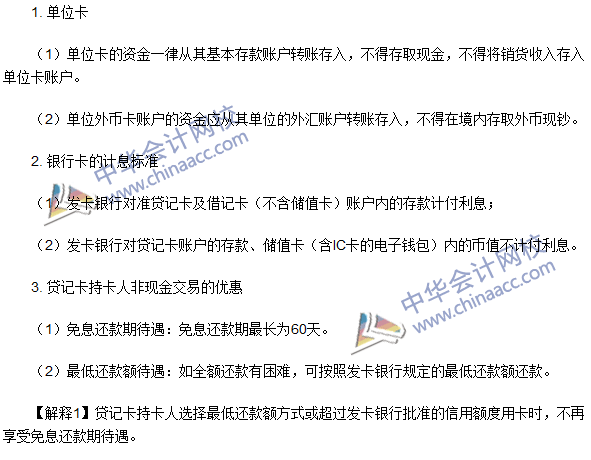 1. 单位卡
（1）单位卡的资金一律从其基本存款账户转账存入，不得存取现金，不得将销货收入存入
单位卡账户。
（2）单位外币卡账户的资金应从其单位的外汇账户转账存入，不得在境内存取外币现钞。
中华会计网校
www.chinaacc.com
2. 银行卡的计息标准
（1）发卡银行对准贷记卡及借记卡（不含储值卡）账户内的存款计付利息；
（2）发卡银行对贷记卡账户的存款、储值卡（含IC卡的电子钱包）内的币值不计付利息。
3. 贷记卡持卡人非现金交易的优惠
中华会计网校
www.chinaacc.com
（1）免息还款期待遇：免息还款期最长为60天。
（2）最低还款额待遇：如全额还款有困难，可按照发卡银行规定的最低还款额还款。
【解释1】贷记卡持卡人选择最低还款额方式或超过发卡银行批准的信用额度用卡时，不再
享受免息还款期待遇。